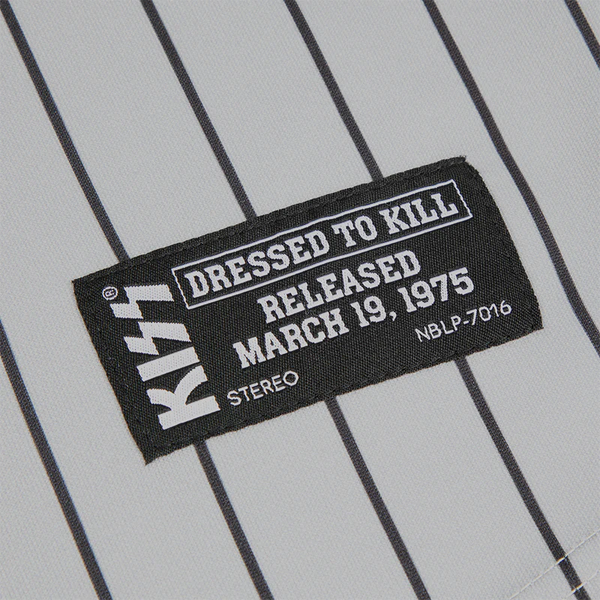 KISS®
DRESSED TO KILL
RELEASED
MARCH 19, 1975
STEREO
NBLP-7016